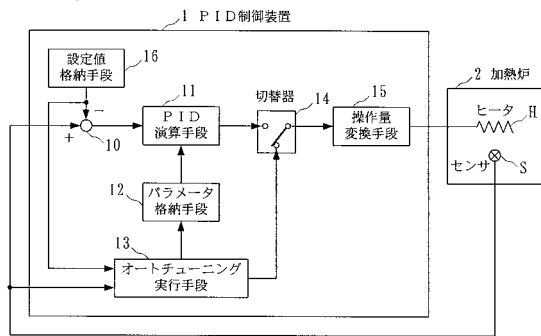 1 PID制御装置
設定値
格納手段
16
−
+
10
11
PID
演算手段
切替器
14
15
操作量
変換手段
2 加熱炉
ヒータ
H
センサ
S
12
パラメータ
格納手段
13
オートチューニング
実行手段